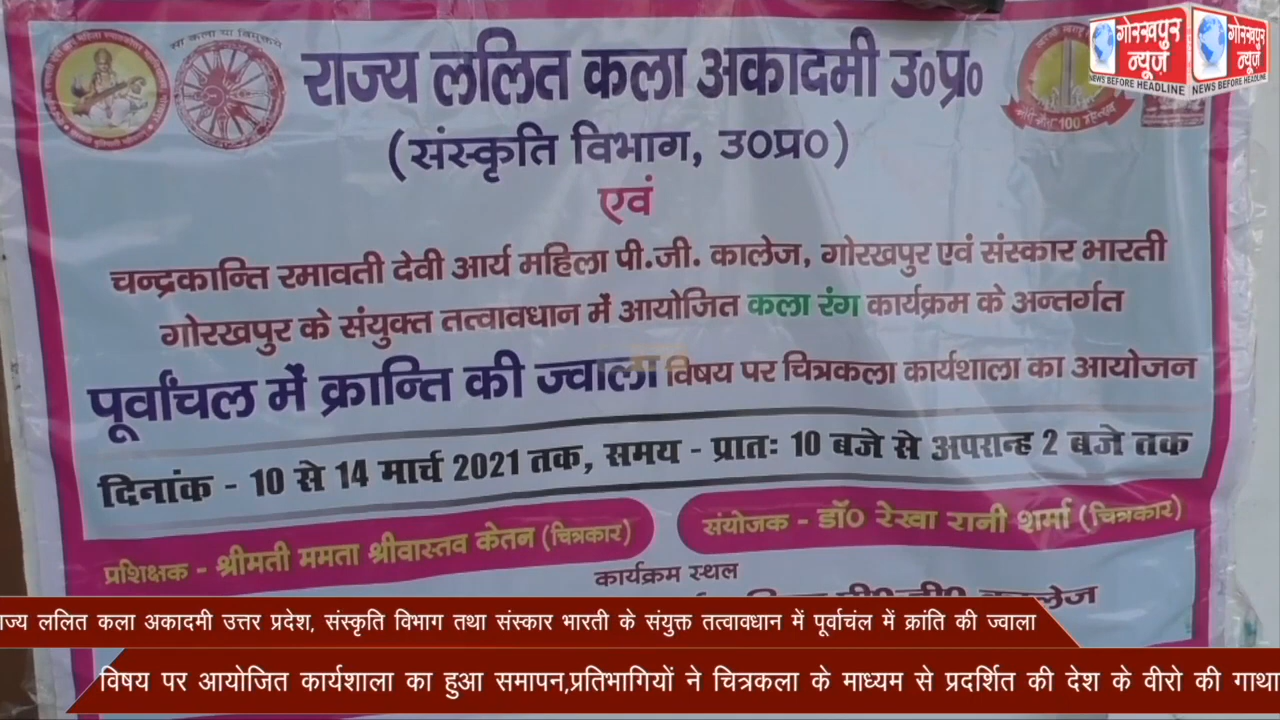 सा कला या विमुक्तये
राज्य ललित कला अकादमी उ०प्र०
(संस्कृति विभाग, उ०प्र०)
एवं
चन्द्रकान्ति रमावती देवी आर्य महिला पी.जी. कालेज, गोरखपुर एवं संस्कार भारती
गोरखपुर के संयुक्त तत्वावधान में आयोजित कला रंग कार्यक्रम के अन्तर्गत
पूर्वांचल में क्रान्ति की ज्वाला विषय पर चित्रकला कार्यशाला का आयोजन
दिनांक - 10 से 14 मार्च 2021 तक, समय - प्रातः 10 बजे से अपरान्ह 2 बजे तक
प्रशिक्षक - श्रीमती ममता श्रीवास्तव केतन (चित्रकार)
संयोजक - डॉ० रेखा रानी शर्मा (चित्रकार)
कार्यक्रम स्थल
गोरखपुर न्यूज
NEWS BEFORE HEADLINE
गोरखपुर न्यूज
NEWS BEFORE HEADLINE
ललित कला अकादमी उत्तर प्रदेश, संस्कृति विभाग तथा संस्कार भारती के संयुक्त तत्वावधान में पूर्वाचंल में क्रांति की ज्वाला
विषय पर आयोजित कार्यशाला का हुआ समापन,प्रतिभागियों ने चित्रकला के माध्यम से प्रदर्शित की देश के वीरो की गाथा